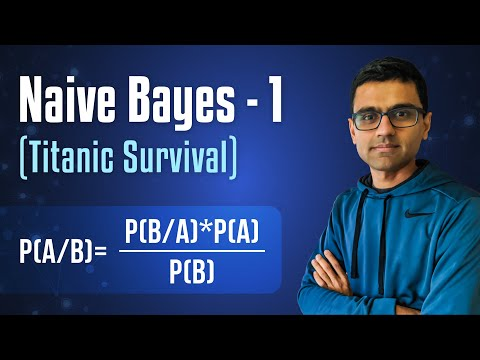 Naive Bayes - 1
(Titanic Survival)
P(A/B)= P(B/A)*P(A)
P(B)